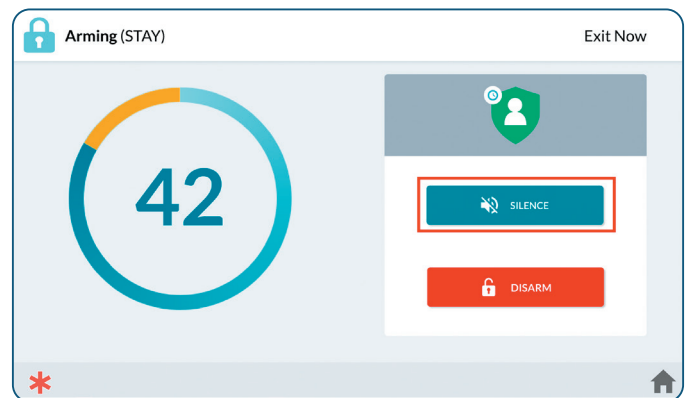 Arming (STAY)
Exit Now
42
SILENCE
DISARM